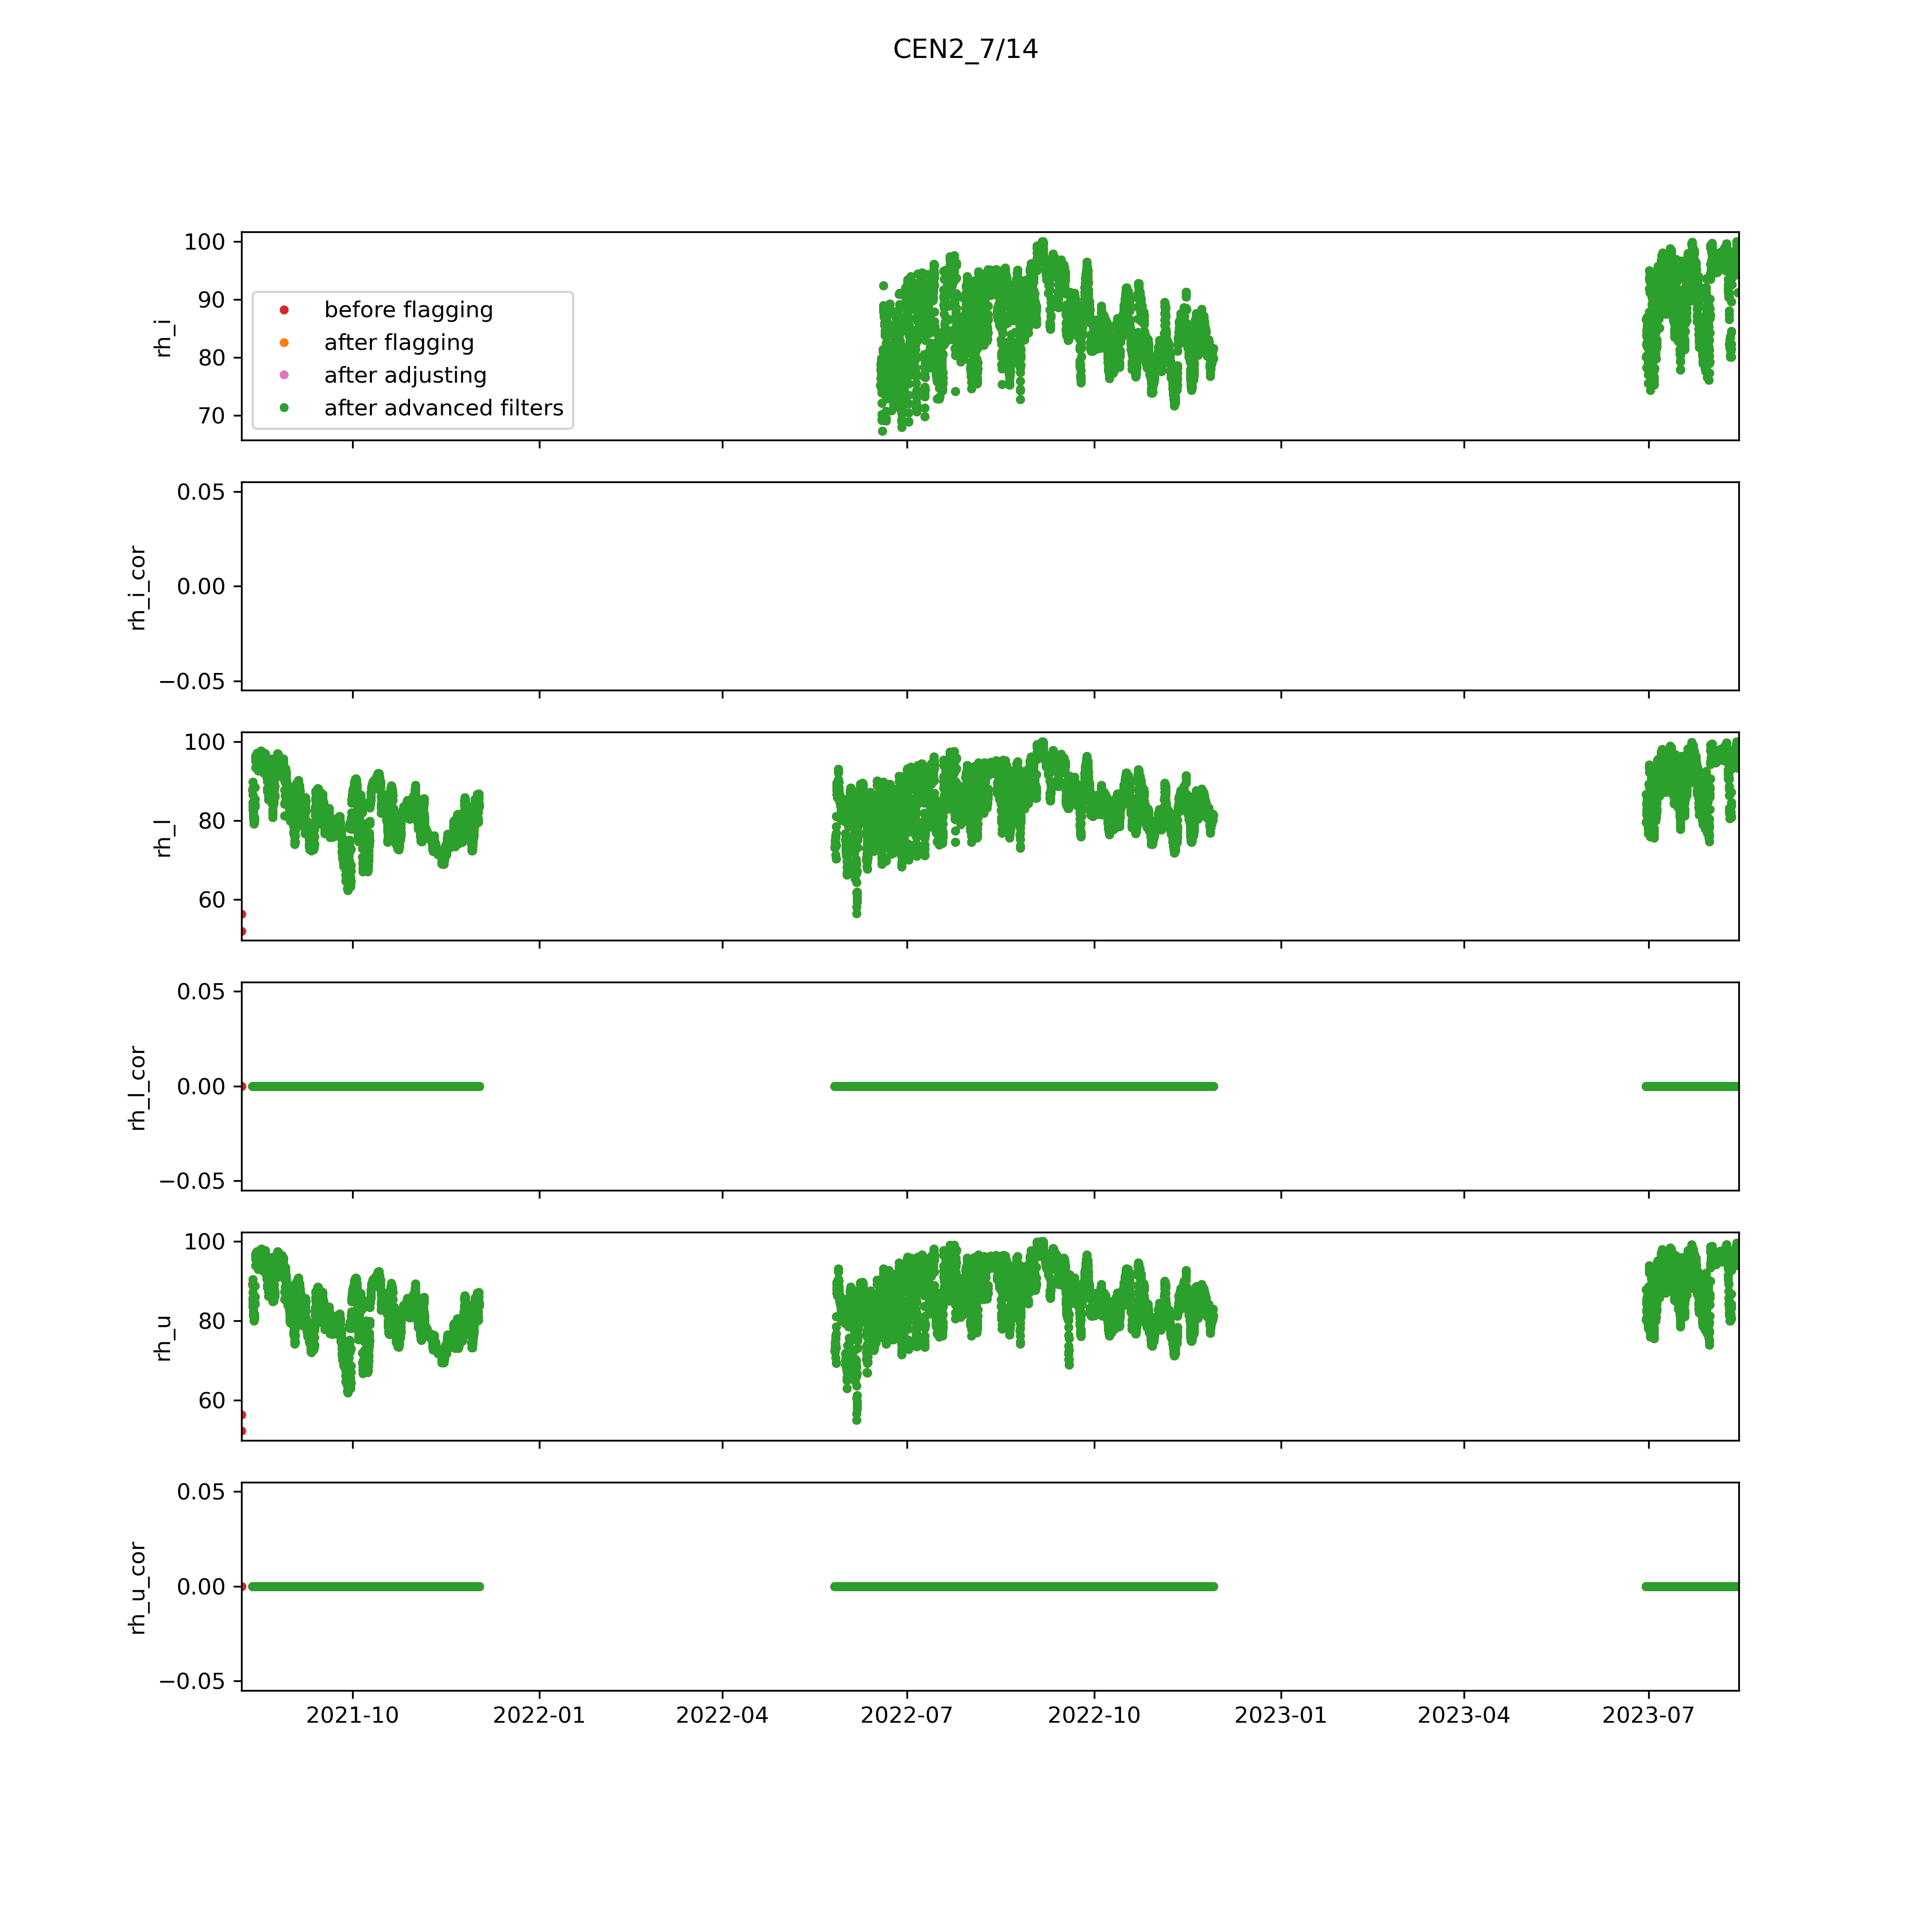 CEN2_7/14
100
90
80
70
rh_i
before flagging
after flagging
after adjusting
after advanced filters
0.05
0.00
−0.05
rh_i_cor
100
80
60
rh_l
0.05
0.00
−0.05
rh_l_cor
100
80
60
rh_u
0.05
0.00
−0.05
rh_u_cor
2021-10 2022-01 2022-04 2022-07 2022-10 2023-01 2023-04 2023-07